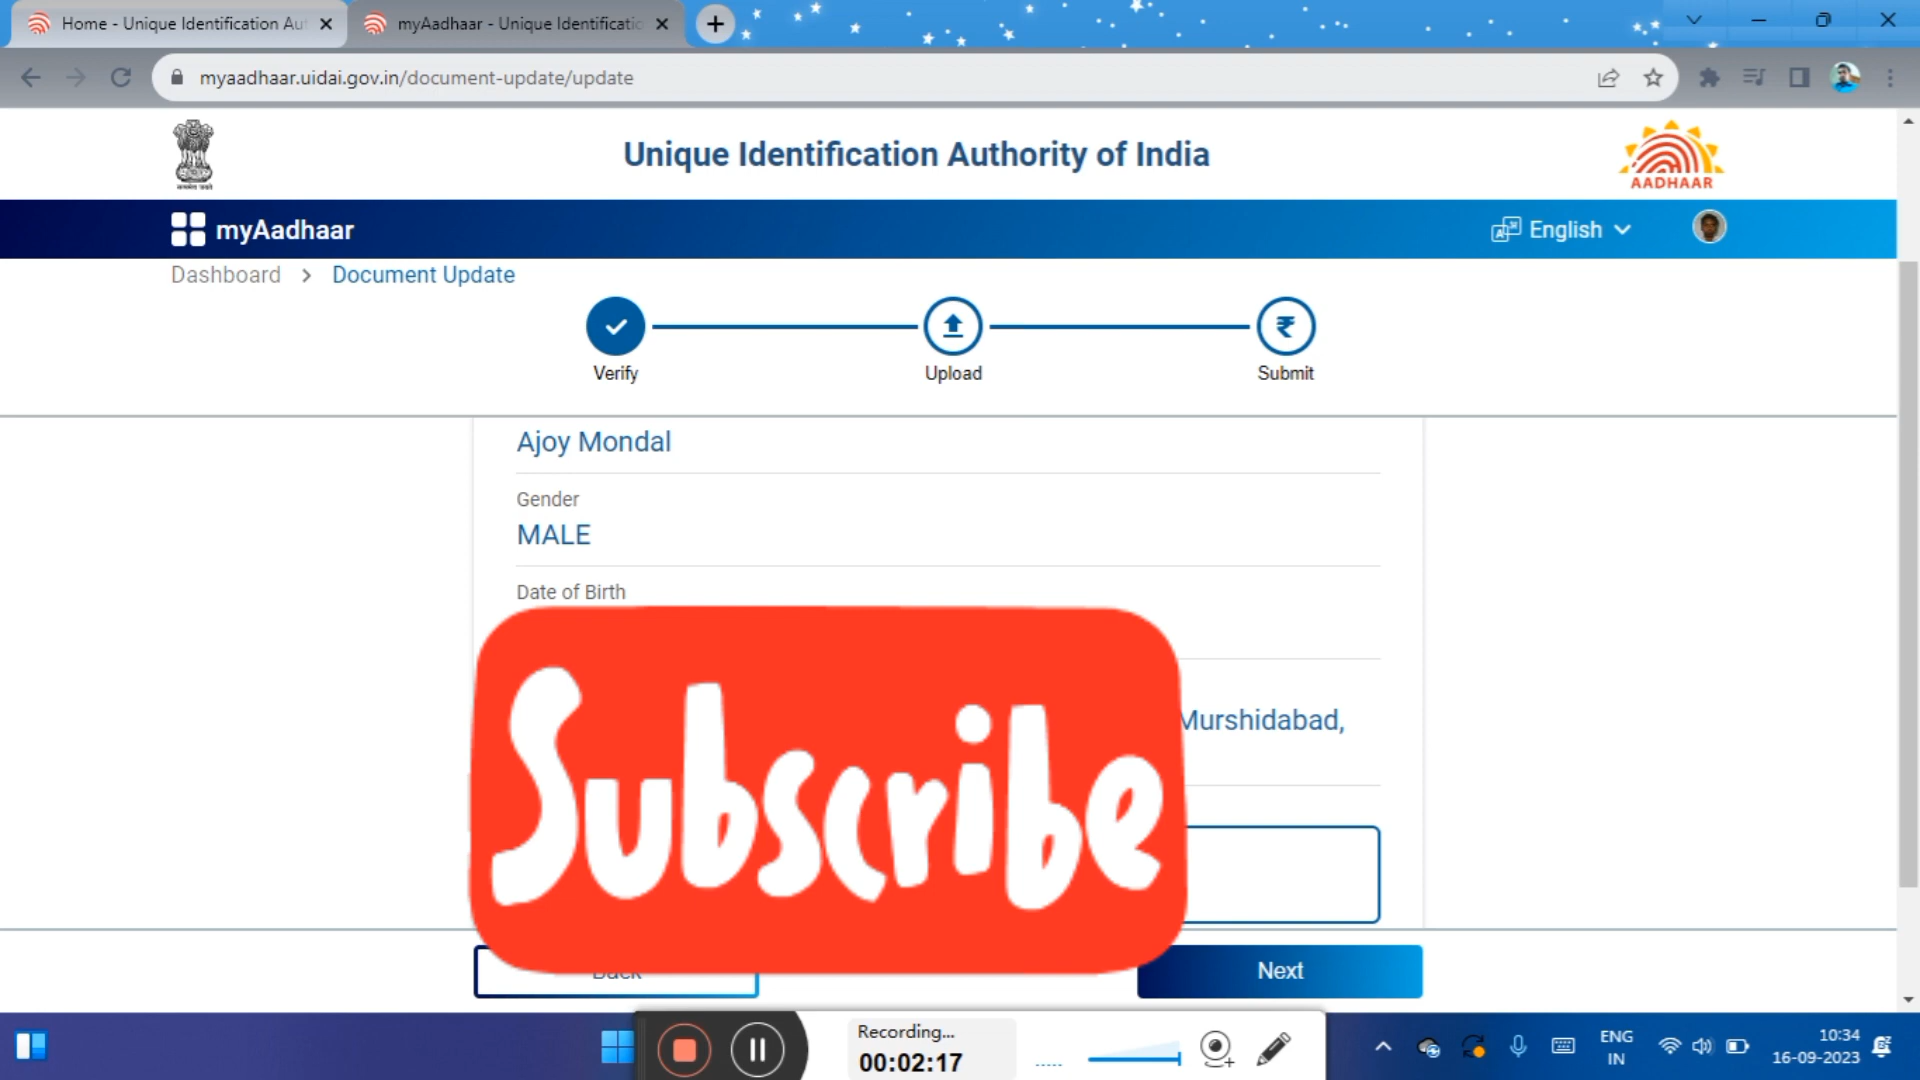 Home - Unique Identification Au
myAadhaar - Unique Identificatio
myaadhaar.uidai.gov.in/document-update/update
Unique Identification Authority of India
AADHAAR
myAadhaar
English
Dashboard > Document Update
Verify
Upload
Submit
Ajoy Mondal
Gender
MALE
Date of Birth
Murshidabad,
Subscribe
Back
Next
Recording...
00:02:17
ENG
IN
10:34
16-09-2023